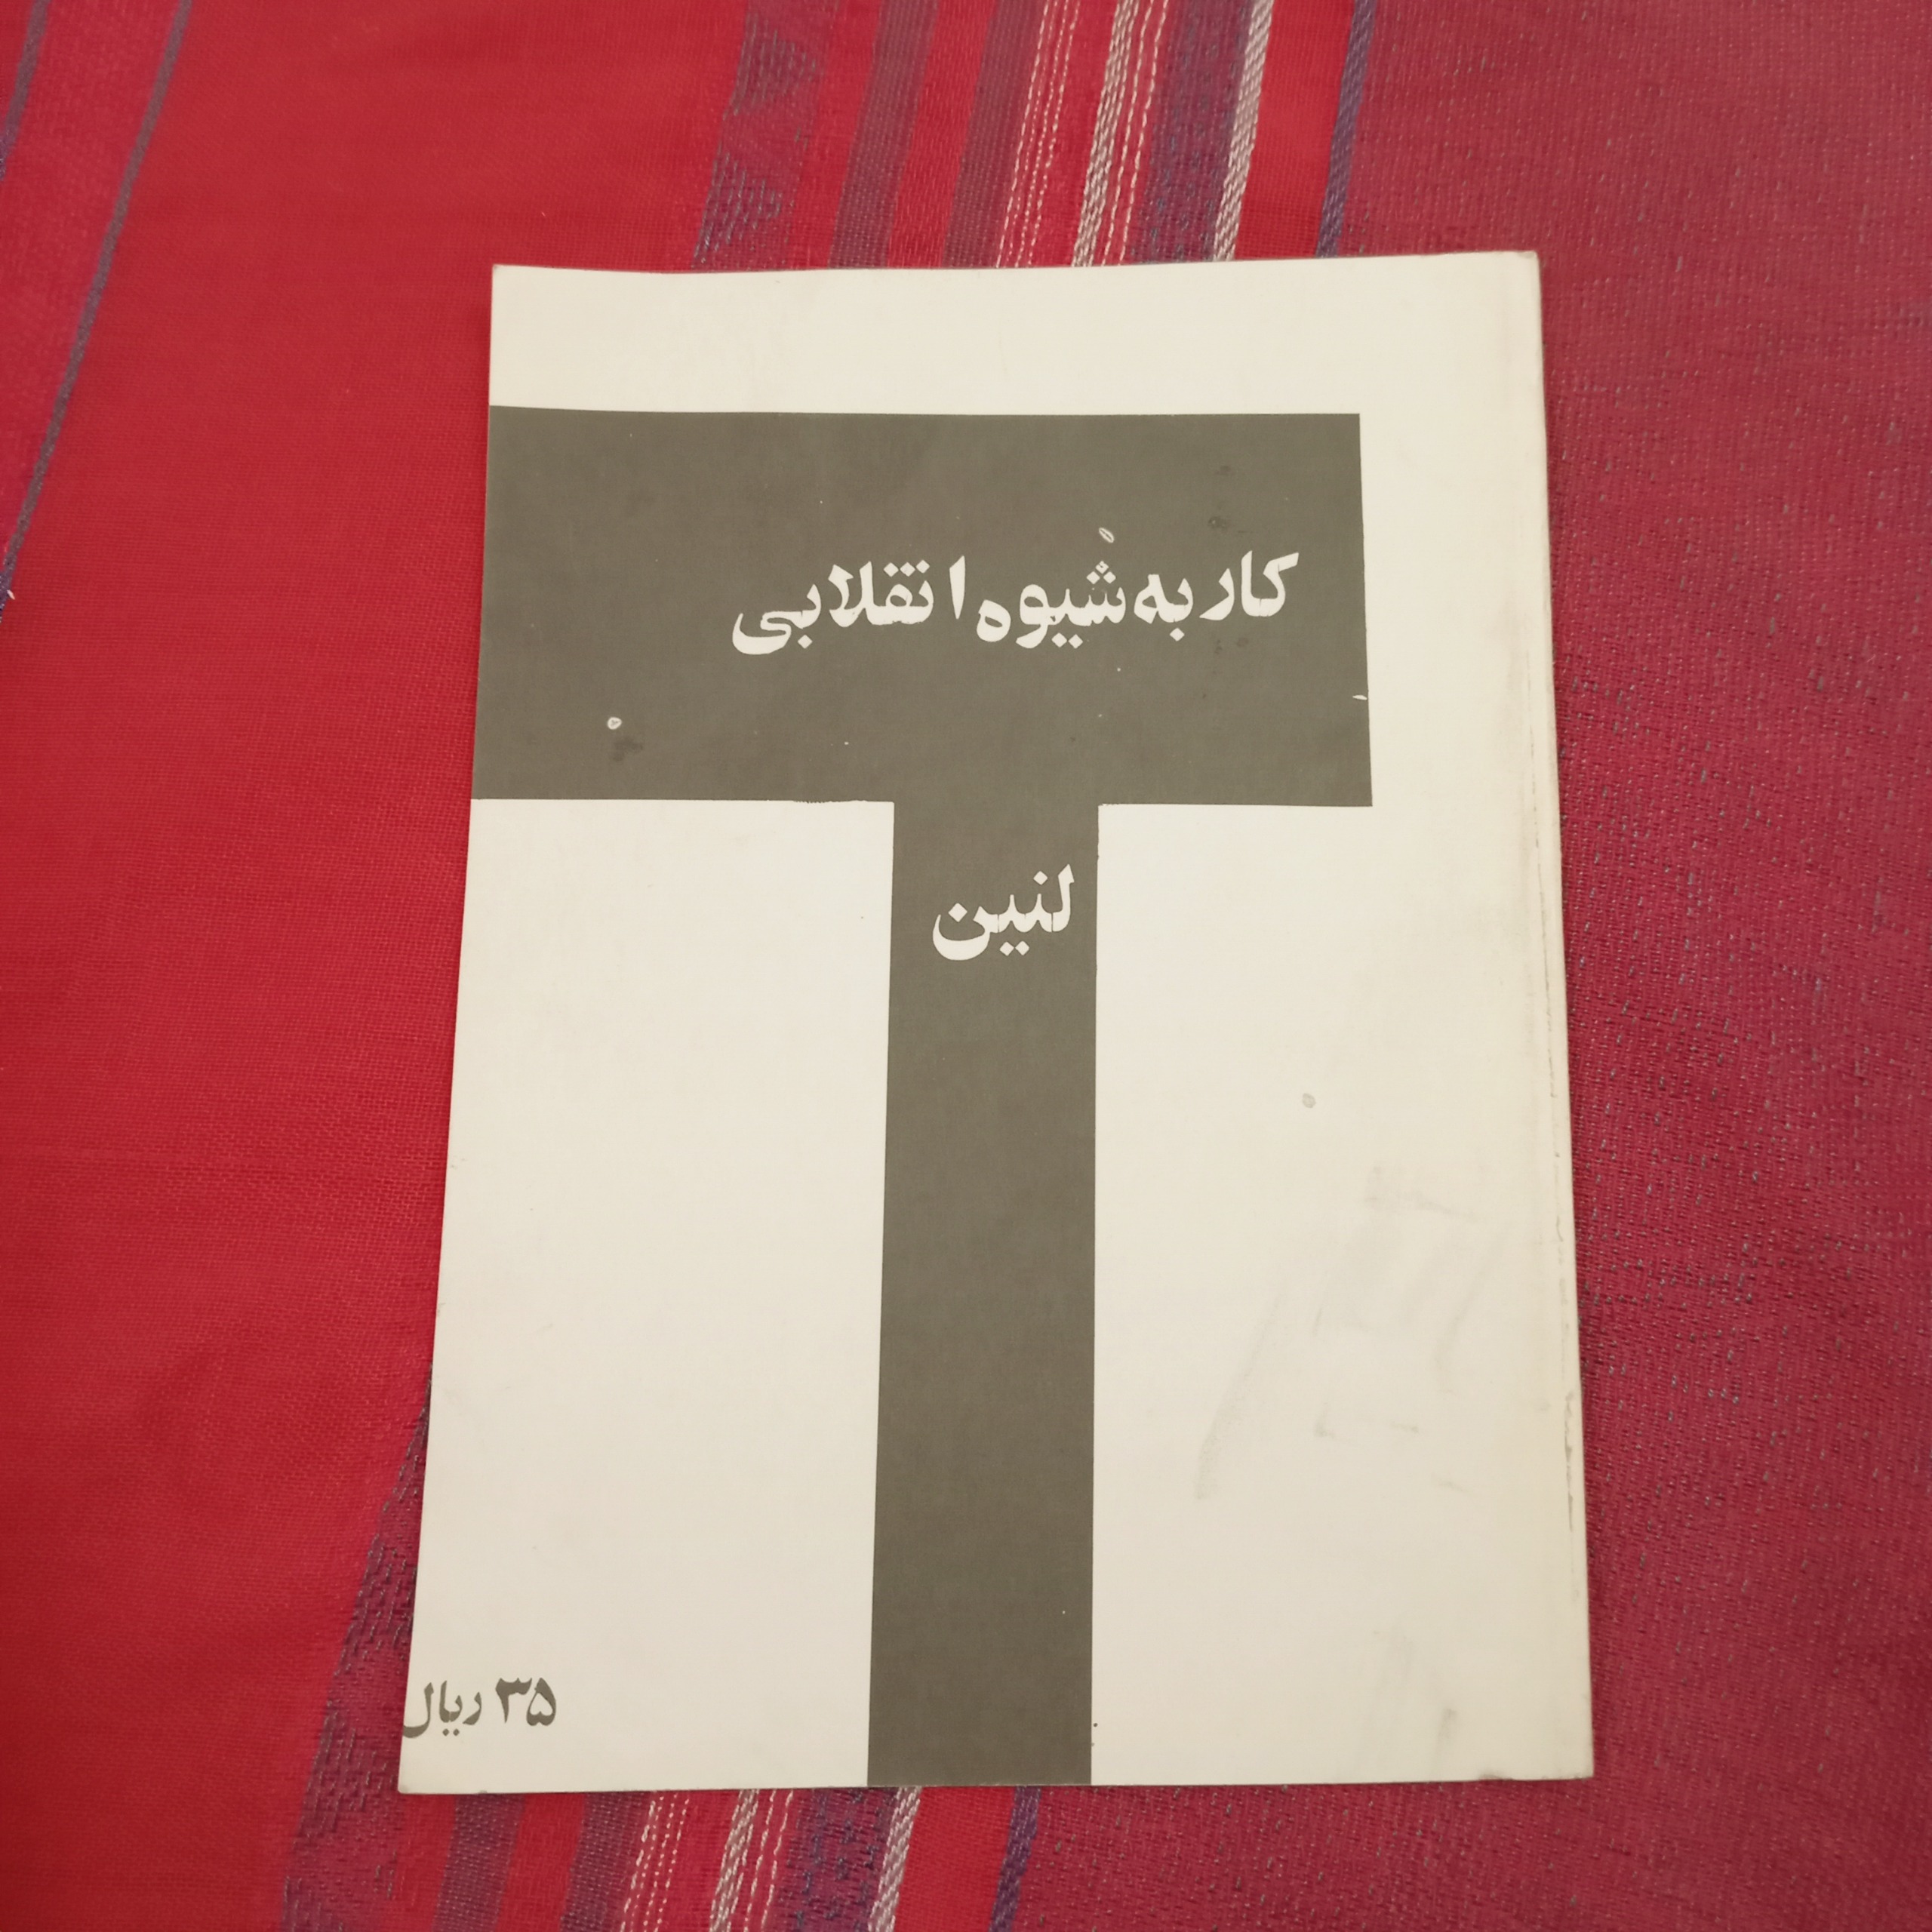 کار به شیوه انقلابی
لنین
۳۵ ریال